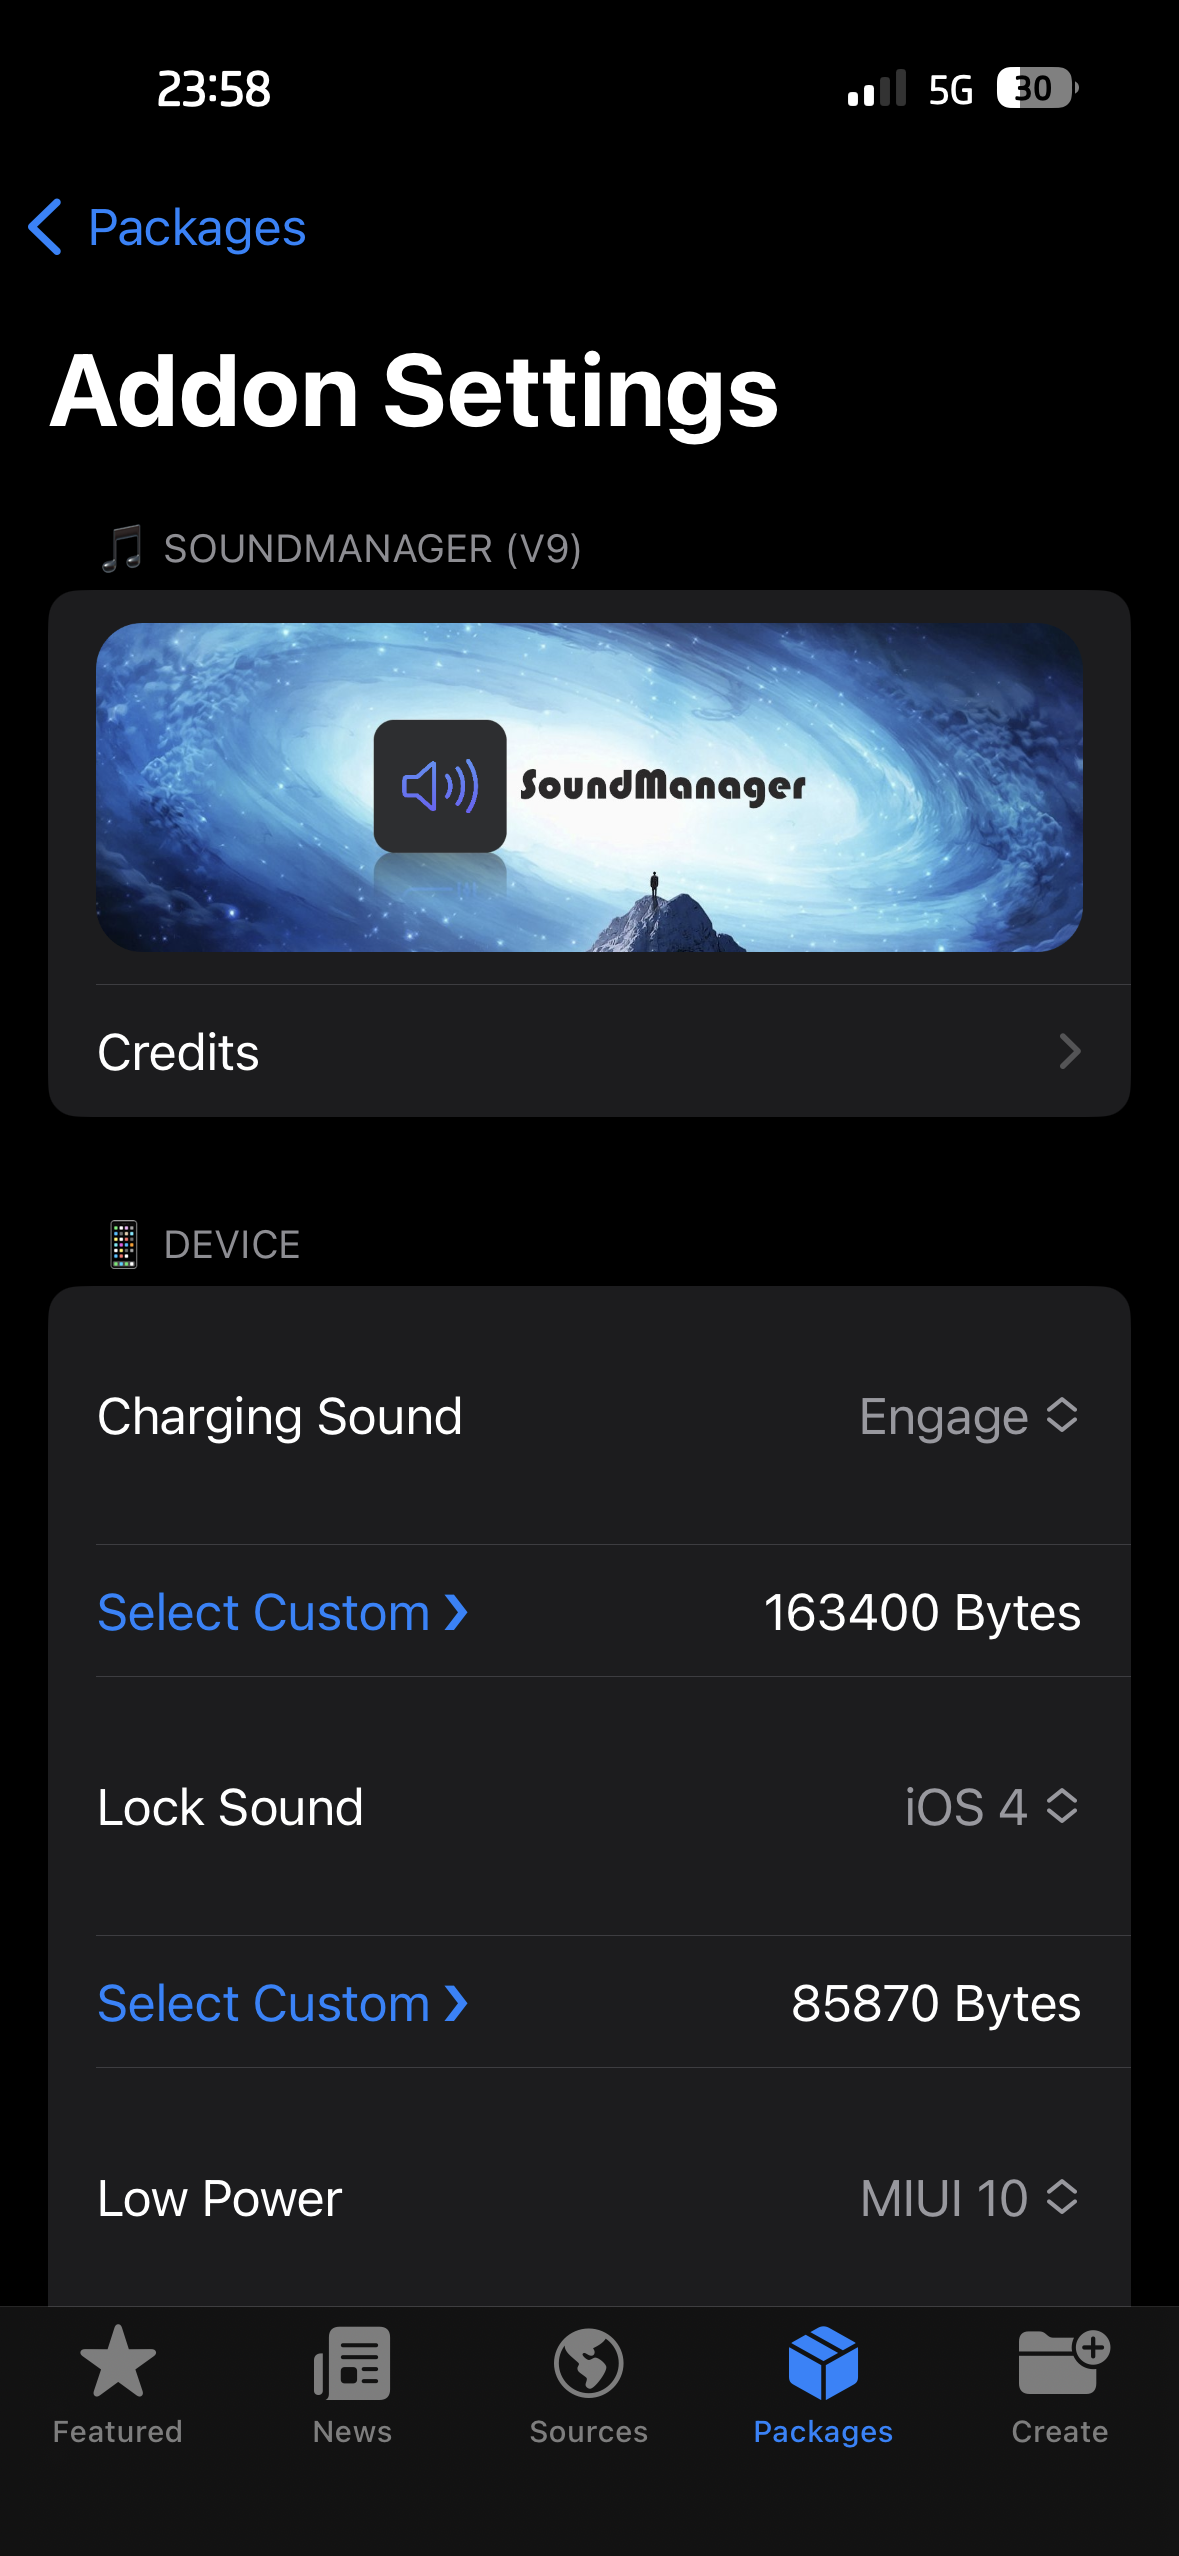 23:58
5G 30
Packages
Addon Settings
SOUNDMANAGER (V9)
SoundManager
Credits
DEVICE
Charging Sound Engage
Select Custom ❯ 163400 Bytes
Lock Sound iOS 4
Select Custom ❯ 85870 Bytes
Low Power MIUI 10
Featured News Sources Packages Create